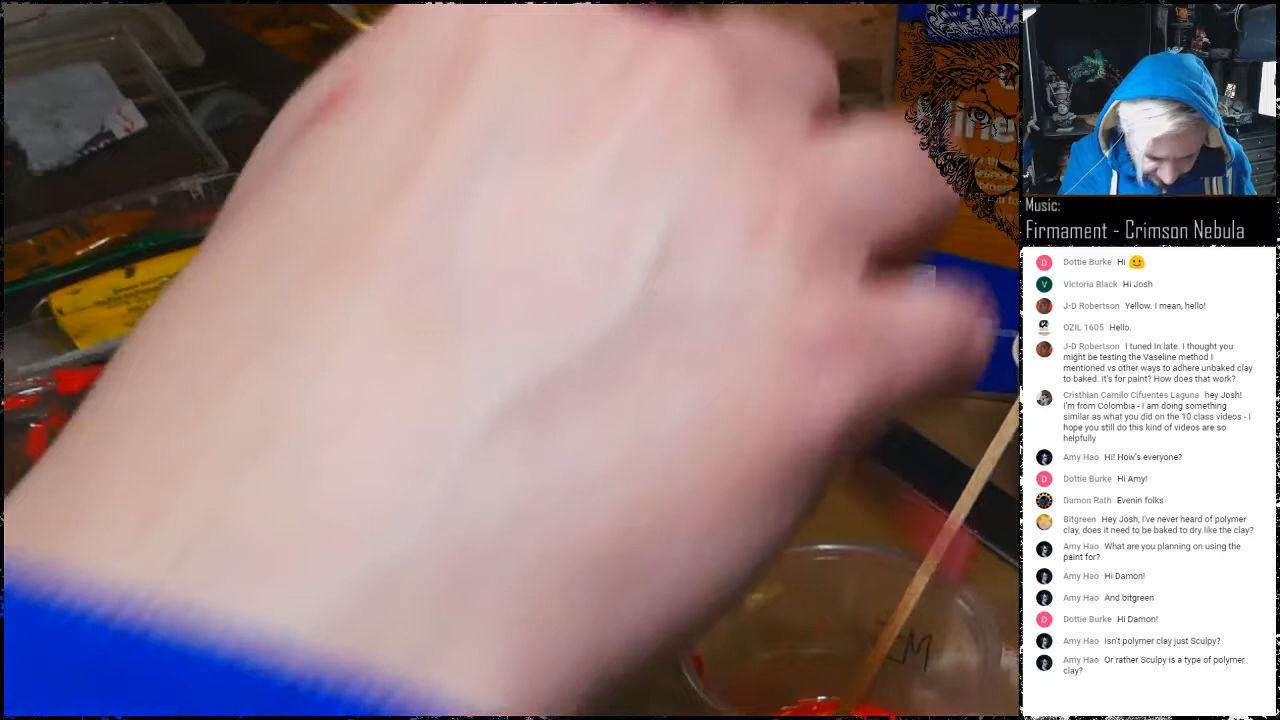 Music:
Firmament - Crimson Nebula
D Dottie Burke Hi
V Victoria Black Hi Josh
J-D Robertson Yellow. I mean, hello!
OZIL 1605 Hello.
J-D Robertson I tuned In late. I thought you
might be testing the Vaseline method I
mentioned vs other ways to adhere unbaked clay
to baked. It's for paint? How does that work?
Cristhian Camilo Cifuentes Laguna hey Josh!
I'm from Colombia - I am doing something
similar as what you did on the 10 class videos - I
hope you still do this kind of videos are so
helpfully
Amy Hao Hi! How's everyone?
D Dottie Burke Hi Amy!
Damon Rath Evenin folks
Bitgreen Hey Josh, I've never heard of polymer
clay, does it need to be baked to dry like the clay?
Amy Hao What are you planning on using the
paint for?
Amy Hao Hi Damon!
Amy Hao And bitgreen
D Dottie Burke Hi Damon!
Amy Hao Isn't polymer clay just Sculpy?
Amy Hao Or rather Sculpy is a type of polymer
clay?